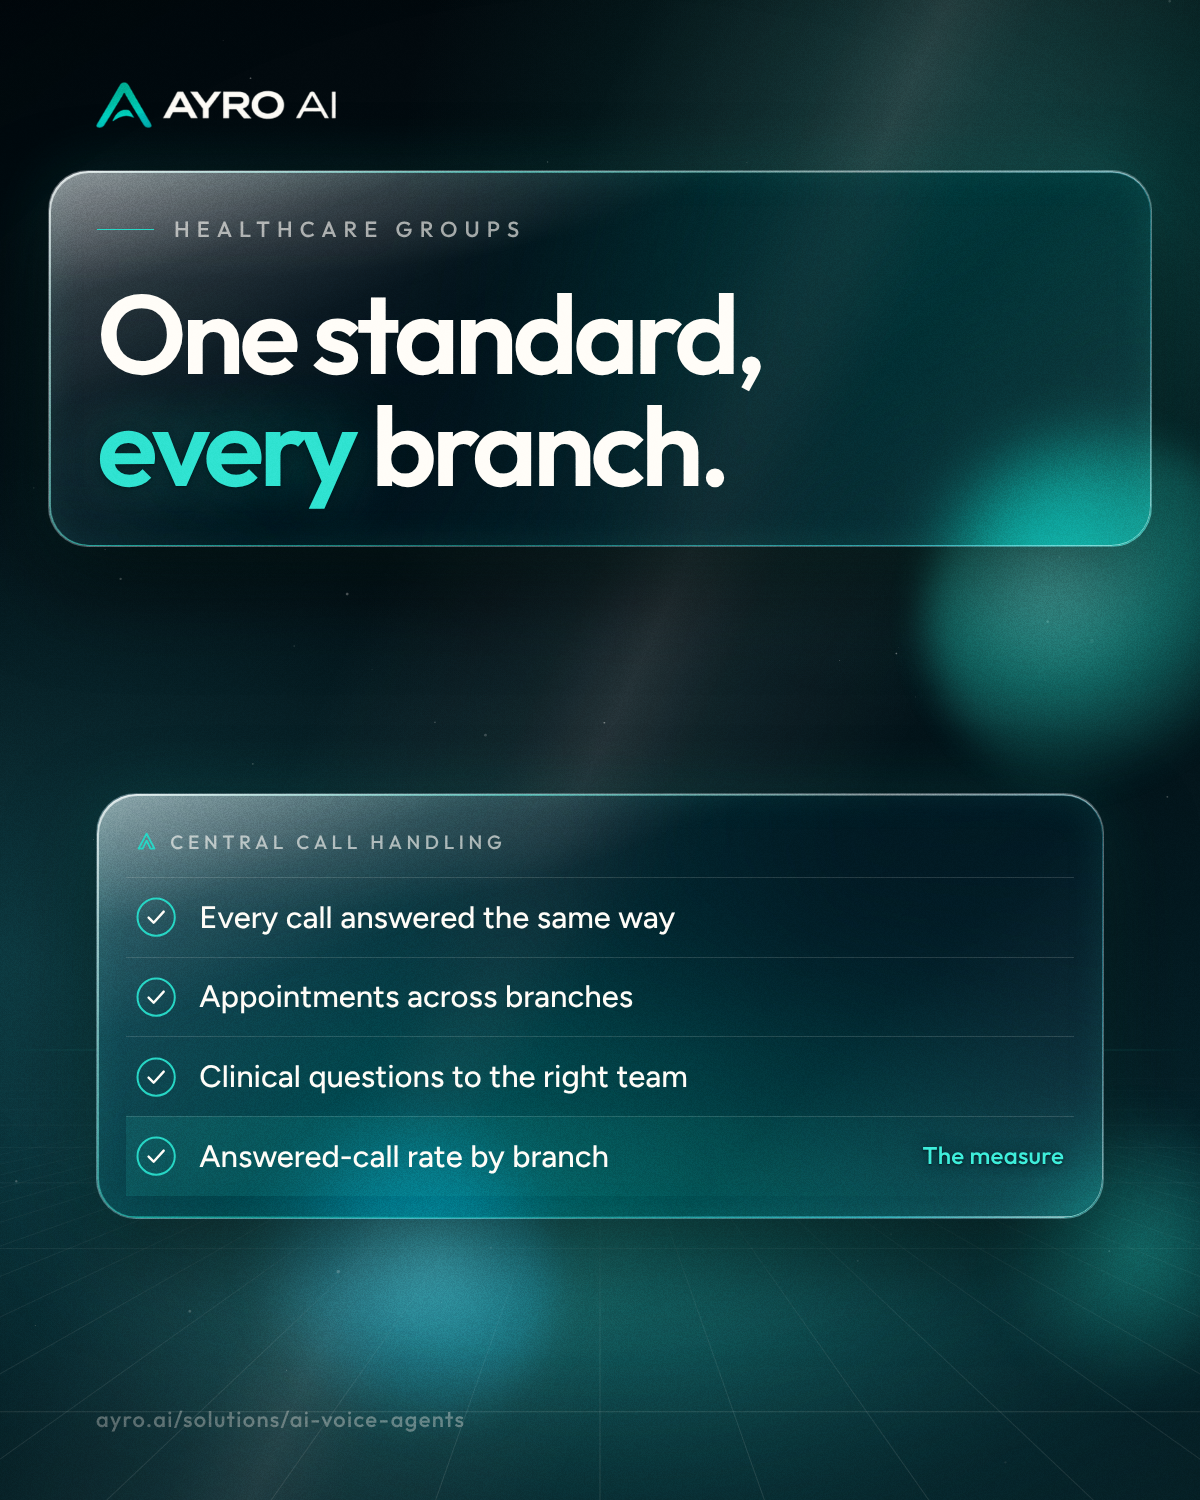 AYRO AI
HEALTHCARE GROUPS
One standard,
every branch.
CENTRAL CALL HANDLING
Every call answered the same way
Appointments across branches
Clinical questions to the right team
Answered-call rate by branch The measure
ayro.ai/solutions/ai-voice-agents